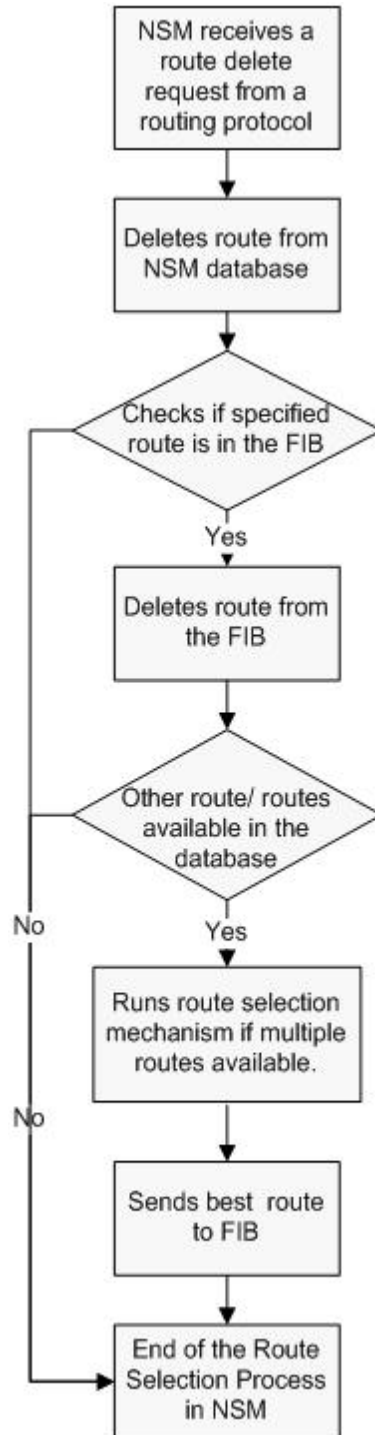 NSM receives a
route delete
request from a
routing protocol
Deletes route from
NSM database
Checks if specified
route is in the FIB
Yes
Deletes route from
the FIB
Other route/ routes
available in the
database
No
Yes
Runs route selection
mechanism if multiple
routes available.
No
Sends best route
to FIB
End of the Route
Selection Process
in NSM